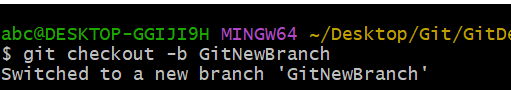 abc@DESKTOP-GGIJI9H MINGW64 ~/Desktop/Git/GitDe
$ git checkout -b GitNewBranch
Switched to a new branch 'GitNewBranch'